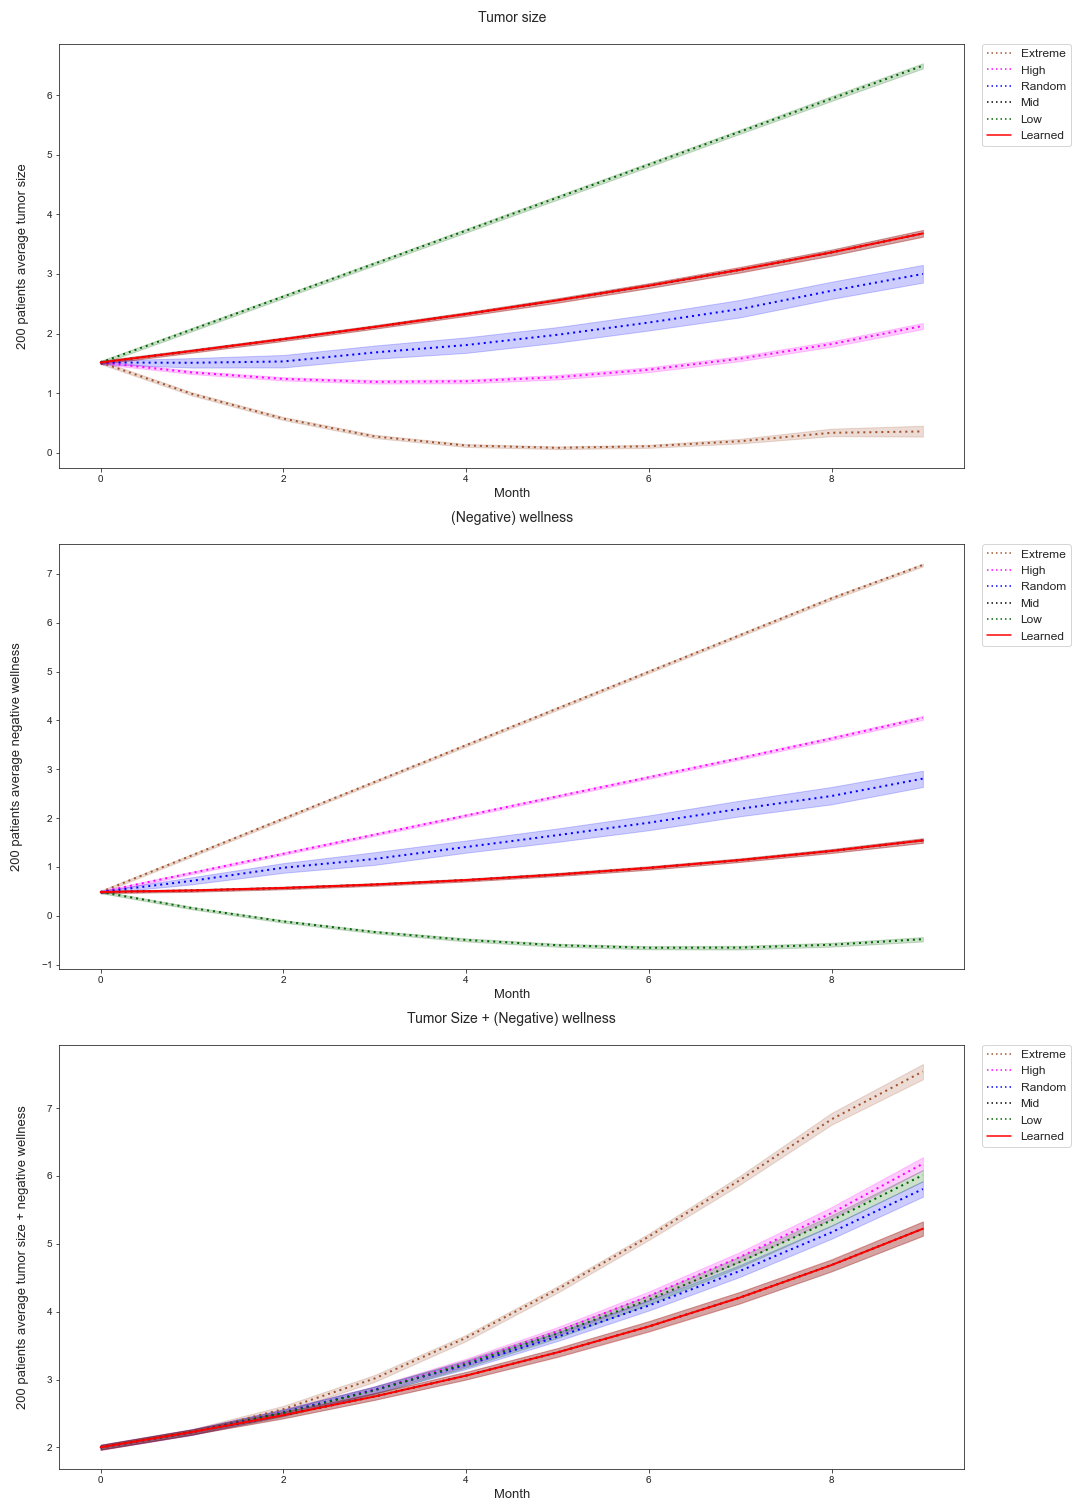 Tumor size
200 patients average tumor size
6
5
4
3
2
1
0
0 2 4 6 8
Month
Extreme
High
Random
Mid
Low
Learned
(Negative) wellness
200 patients average negative wellness
7
6
5
4
3
2
1
0
−1
0 2 4 6 8
Month
Extreme
High
Random
Mid
Low
Learned
Tumor Size + (Negative) wellness
200 patients average tumor size + negative wellness
7
6
5
4
3
2
0 2 4 6 8
Month
Extreme
High
Random
Mid
Low
Learned